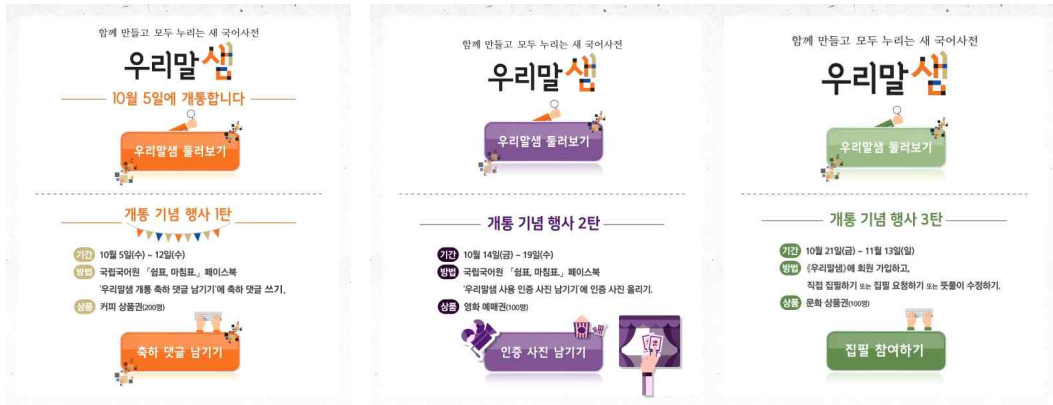 함께 만들고 모두 누리는 새 국어사전
우리말샘
10월 5일에 개통합니다
우리말샘 둘러보기
개통 기념 행사 1탄
기간 10월 5일(수) ~ 12일(수)
방법 국립국어원 「쉼표, 마침표.」 페이스북
'우리말샘 개통 축하 댓글 남기기'에 축하 댓글 쓰기.
상품 커피 상품권(200명)
축하 댓글 남기기
함께 만들고 모두 누리는 새 국어사전
우리말샘
우리말샘 둘러보기
개통 기념 행사 2탄
기간 10월 14일(금) ~ 19일(수)
방법 국립국어원 「쉼표, 마침표.」 페이스북
'우리말샘 사용 인증 사진 남기기'에 인증 사진 올리기.
상품 영화 예매권(100명)
인증 사진 남기기
함께 만들고 모두 누리는 새 국어사전
우리말샘
우리말샘 둘러보기
개통 기념 행사 3탄
기간 10월 21일(금) ~ 11월 13일(일)
방법 《우리말샘》에 회원 가입하고,
직접 집필하기 또는 집필 요청하기 또는 뜻풀이 수정하기.
상품 문화 상품권(100명)
집필 참여하기